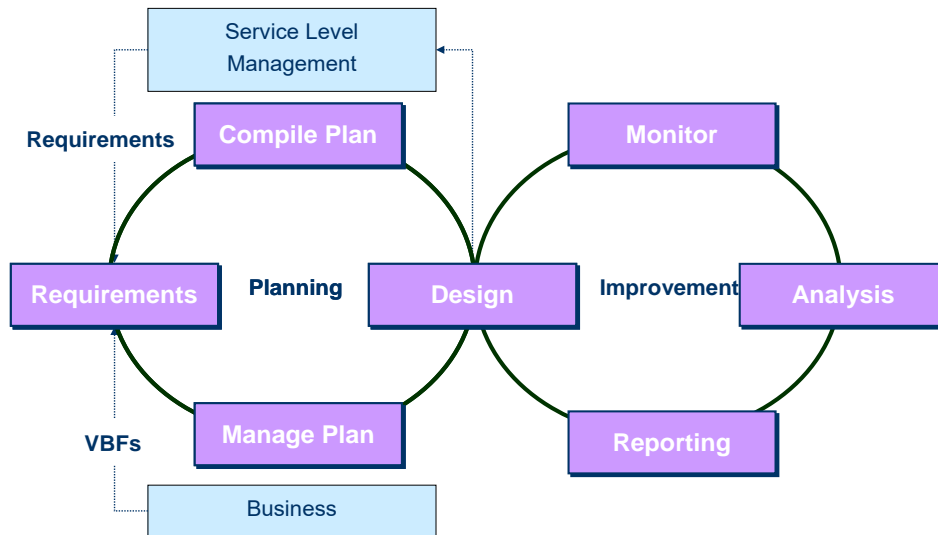 Service Level
Management
Compile Plan
Monitor
Requirements
Requirements
Planning
Design
Improvement
Analysis
Manage Plan
Reporting
VBFs
Business